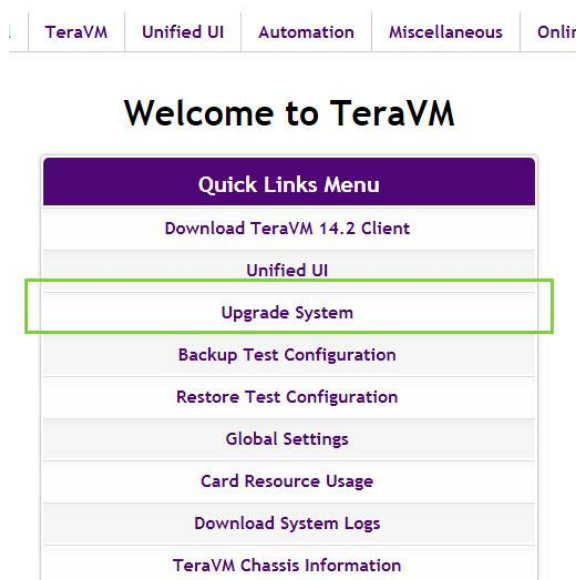 TeraVM Unified UI Automation Miscellaneous
Welcome to TeraVM
Quick Links Menu
Download TeraVM 14.2 Client
Unified UI
Upgrade System
Backup Test Configuration
Restore Test Configuration
Global Settings
Card Resource Usage
Download System Logs
TeraVM Chassis Information